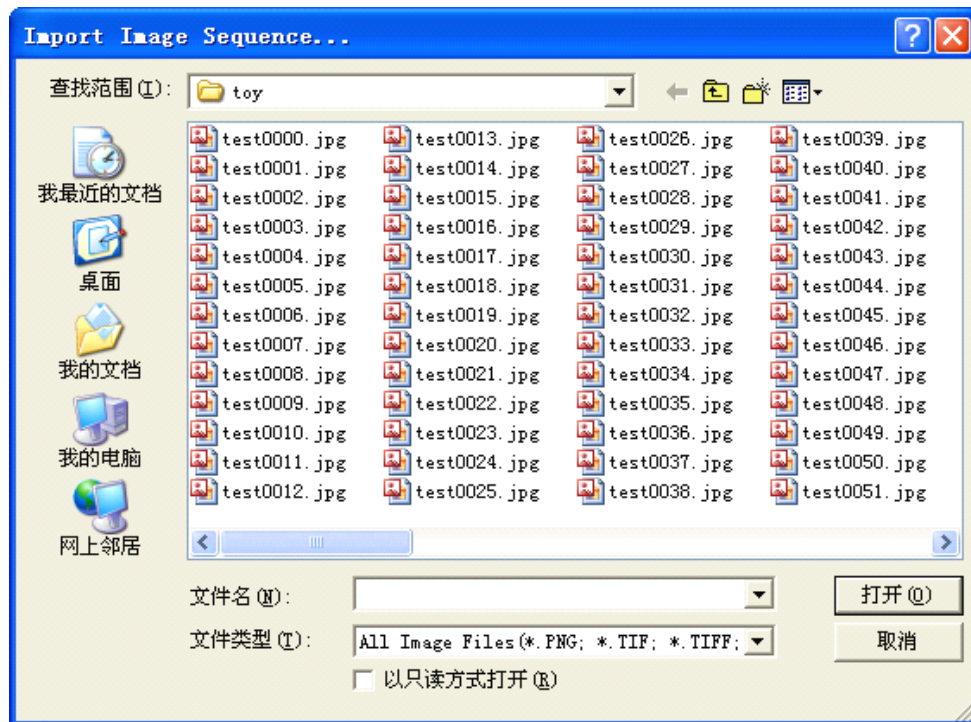 Import Image Sequence...
查找范围(I):
toy
我最近的文档
桌面
我的文档
我的电脑
网上邻居
test0000.jpg
test0001.jpg
test0002.jpg
test0003.jpg
test0004.jpg
test0005.jpg
test0006.jpg
test0007.jpg
test0008.jpg
test0009.jpg
test0010.jpg
test0011.jpg
test0012.jpg
test0013.jpg
test0014.jpg
test0015.jpg
test0016.jpg
test0017.jpg
test0018.jpg
test0019.jpg
test0020.jpg
test0021.jpg
test0022.jpg
test0023.jpg
test0024.jpg
test0025.jpg
test0026.jpg
test0027.jpg
test0028.jpg
test0029.jpg
test0030.jpg
test0031.jpg
test0032.jpg
test0033.jpg
test0034.jpg
test0035.jpg
test0036.jpg
test0037.jpg
test0038.jpg
test0039.jpg
test0040.jpg
test0041.jpg
test0042.jpg
test0043.jpg
test0044.jpg
test0045.jpg
test0046.jpg
test0047.jpg
test0048.jpg
test0049.jpg
test0050.jpg
test0051.jpg
文件名(N):
打开(O)
文件类型(T):
All Image Files(*.PNG; *.TIF; *.TIFF;
取消
以只读方式打开(R)